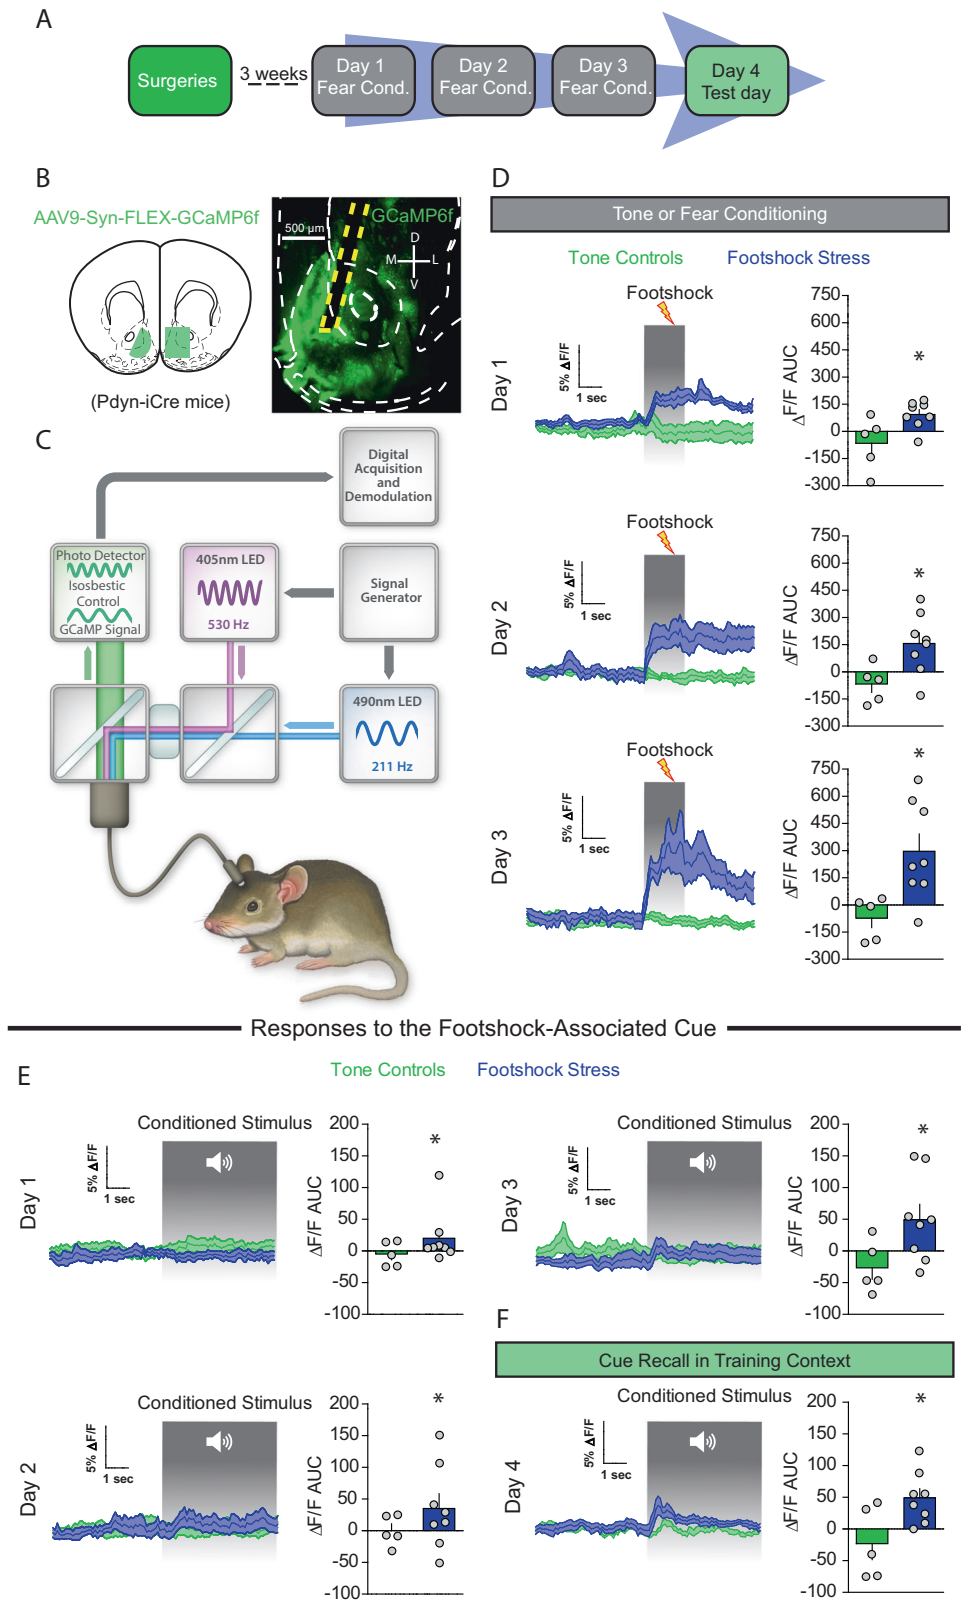 A
Surgeries
3 weeks
Day 1
Fear Cond.
Day 2
Fear Cond.
Day 3
Fear Cond.
Day 4
Test day
B
AAV9-Syn-FLEX-GCaMP6f
(Pdyn-iCre mice)
500 µm
GCaMP6f
D
M
L
V
C
Digital
Acquisition
and
Demodulation
Photo Detector
Isosbestic
Control
GCaMP Signal
405nm LED
530 Hz
Signal
Generator
490nm LED
211 Hz
D
Tone or Fear Conditioning
Tone Controls
Footshock Stress
Day 1
Footshock
5% ΔF/F
1 sec
ΔF/F AUC
750
600
450
300
150
0
-150
-300
*
Day 2
Footshock
5% ΔF/F
1 sec
ΔF/F AUC
750
600
450
300
150
0
-150
-300
*
Day 3
Footshock
5% ΔF/F
1 sec
ΔF/F AUC
750
600
450
300
150
0
-150
-300
*
Responses to the Footshock-Associated Cue
E
Tone Controls
Footshock Stress
Day 1
Conditioned Stimulus
5% ΔF/F
1 sec
ΔF/F AUC
200
150
100
50
0
-50
-100
*
Day 3
Conditioned Stimulus
5% ΔF/F
1 sec
ΔF/F AUC
200
150
100
50
0
-50
-100
*
Day 2
Conditioned Stimulus
5% ΔF/F
1 sec
ΔF/F AUC
200
150
100
50
0
-50
-100
*
F
Cue Recall in Training Context
Day 4
Conditioned Stimulus
5% ΔF/F
1 sec
ΔF/F AUC
200
150
100
50
0
-50
-100
*